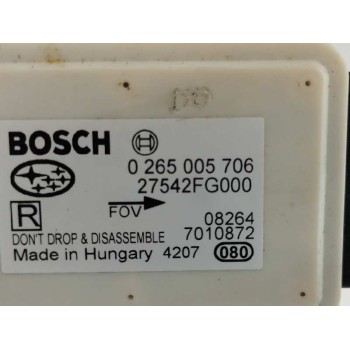 BOSCH
0 265 005 706
27542FG000
R
FOV
08264
DON'T DROP & DISASSEMBLE 7010872
Made in Hungary 4207 080